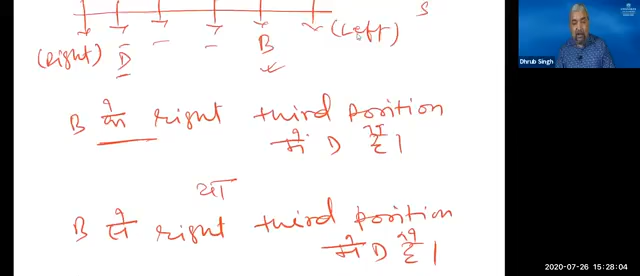 S
(Right) D B (Left)
B के right third position
में D है।
या
B से right third position
में D है।
Dhrub Singh
2020-07-26 15:28:04